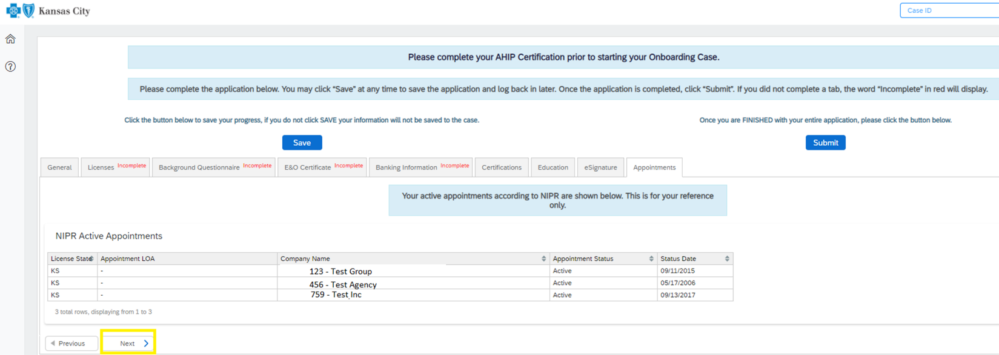 Kansas City
Case ID
Please complete your AHIP Certification prior to starting your Onboarding Case.
Please complete the application below. You may click “Save” at any time to save the application and log back in later. Once the application is completed, click “Submit”. If you did not complete a tab, the word “Incomplete” in red will display.
Click the button below to save your progress, if you do not click SAVE your information will not be saved to the case.
Once you are FINISHED with your entire application, please click the button below.
Save
Submit
General Licenses Incomplete Background Questionnaire Incomplete E&O Certificate Incomplete Banking Information Incomplete Certifications Education eSignature Appointments
Your active appointments according to NIPR are shown below. This is for your reference
only.
NIPR Active Appointments
License State Appointment LOA Company Name Appointment Status Status Date
KS - 123 - Test Group Active 09/11/2015
KS - 456 - Test Agency Active 05/17/2006
KS - 759 - Test Inc Active 09/13/2017
3 total rows, displaying from 1 to 3
Previous Next